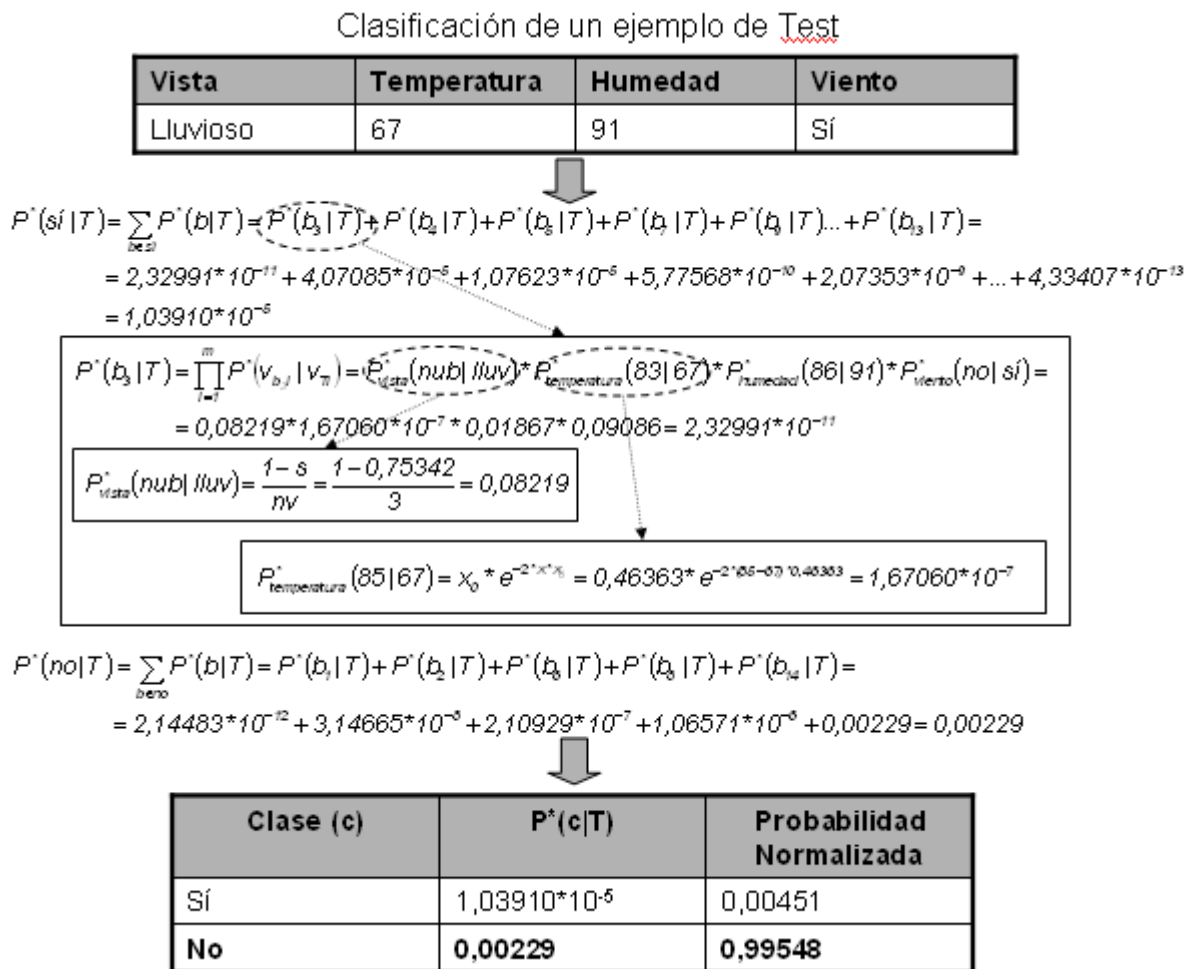 Clasificación de un ejemplo de Test
Vista Temperatura Humedad Viento
Lluvioso 67 91 Sí
P*(sí|T)=∑b∈sí P*(b|T)=P*(b₃|T)+P*(b₄|T)+P*(b₅|T)+P*(b₇|T)+P*(b₉|T)...+P*(b₁₃|T)=
=2,32991*10⁻¹¹+4,07085*10⁻⁵+1,07623*10⁻⁵+5,77568*10⁻¹⁰+2,07353*10⁻⁹+...+4,33407*10⁻¹³
=1,03910*10⁻⁵
P*(b₃|T)=∏ᵢ₌₁ᵐ P*(v_bᵢ|v_Tᵢ)=P*vista(nub|lluv)*P*temperatura(83|67)*P*humedad(86|91)*P*viento(no|sí)=
=0,08219*1,67060*10⁻⁷*0,01867*0,09086=2,32991*10⁻¹¹
P*vista(nub|lluv)=(1-s)/nv=(1-0,75342)/3=0,08219
P*temperatura(85|67)=x₀*e^(-2*x*x₀)=0,46363*e^(-2*(85-67)*0,46363)=1,67060*10⁻⁷
P*(no|T)=∑b∈no P*(b|T)=P*(b₁|T)+P*(b₂|T)+P*(b₆|T)+P*(b₈|T)+P*(b₁₄|T)=
=2,14483*10⁻¹²+3,14665*10⁻⁸+2,10929*10⁻⁷+1,06571*10⁻⁶+0,00229=0,00229
Clase (c) P*(c|T) Probabilidad
Normalizada
Sí 1,03910*10⁻⁵ 0,00451
No 0,00229 0,99548